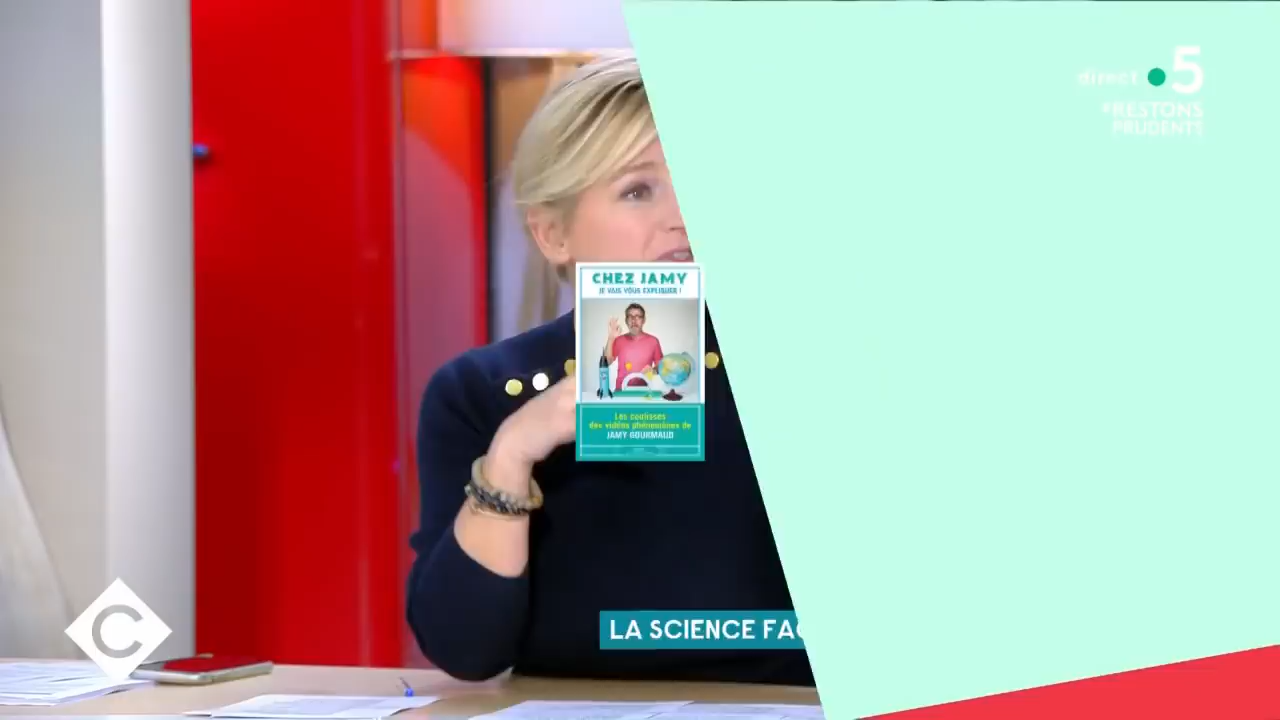 direct 5
#RESTONS
PRUDENTS
CHEZ JAMY
JE VAIS VOUS EXPLIQUER !
Les coulisses
des vidéos phénomènes de
JAMY GOURMAUD
C
LA SCIENCE FAC